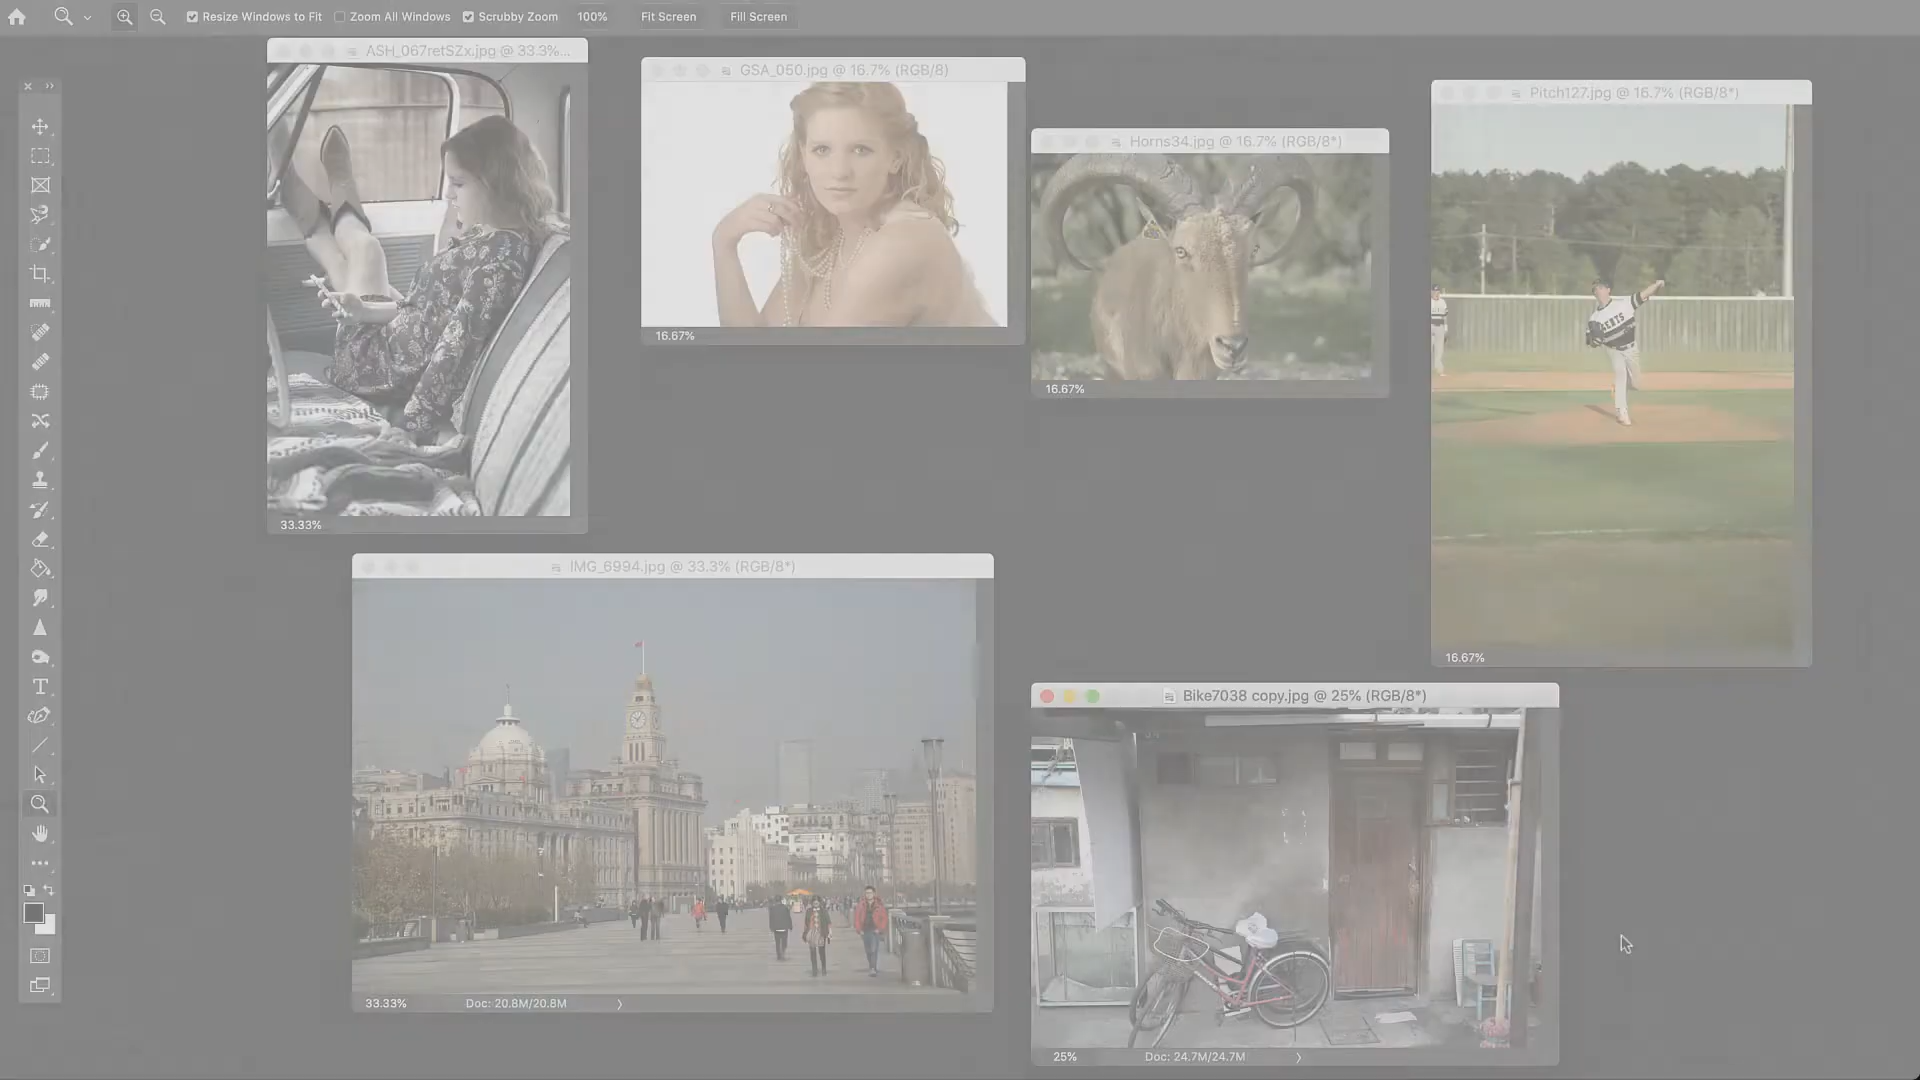 Resize Windows to Fit
Zoom All Windows
Scrubby Zoom
100%
Fit Screen
Fill Screen
ASH_067retSZx.jpg @ 33.3%...
GSA_050.jpg @ 16.7% (RGB/8)
Pitch127.jpg @ 16.7% (RGB/8*)
Horns34.jpg @ 16.7% (RGB/8*)
16.67%
16.67%
33.33%
IMG_6994.jpg @ 33.3% (RGB/8*)
16.67%
Bike7038 copy.jpg @ 25% (RGB/8*)
33.33%
Doc: 20.8M/20.8M
25%
Doc: 24.7M/24.7M